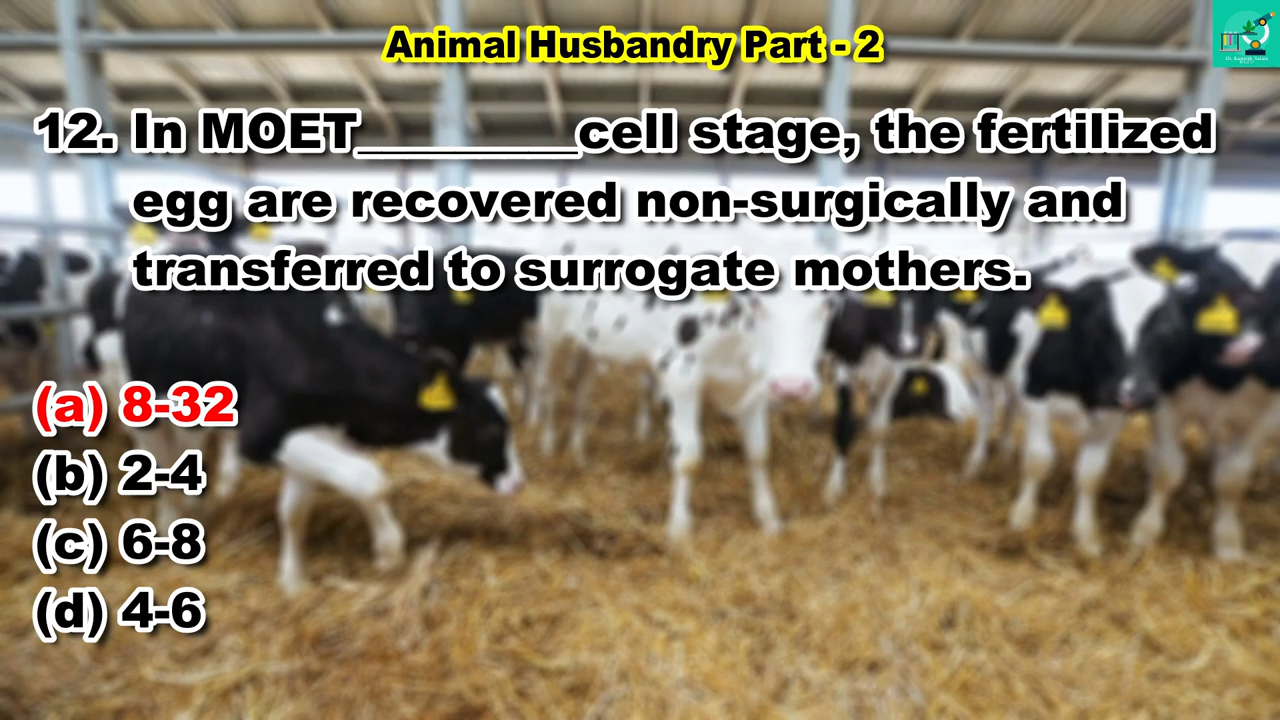 Animal Husbandry Part - 2
12. In MOET_________cell stage, the fertilized
egg are recovered non-surgically and
transferred to surrogate mothers.
(a) 8-32
(b) 2-4
(c) 6-8
(d) 4-6